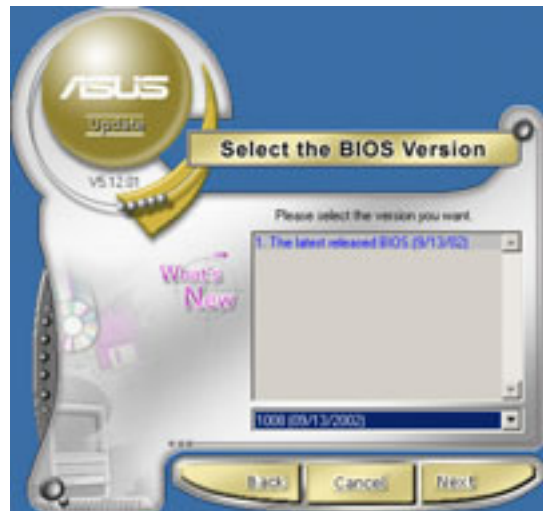 ASUS
Update
V5.12.01
Select the BIOS Version
Please select the version you want.
1. The latest released BIOS (9/13/02)
What's
New
1008 (09/13/2002)
Back
Cancel
Next